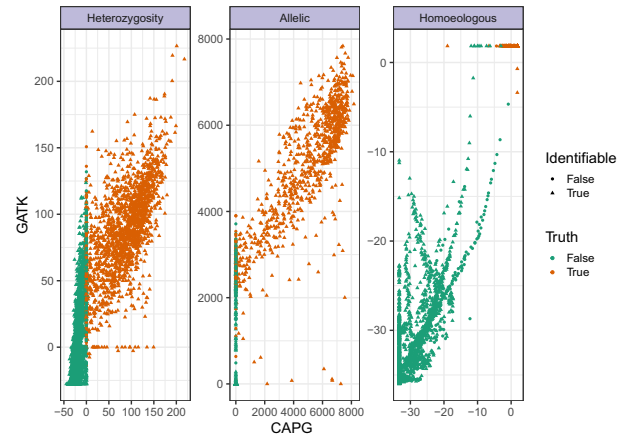 Heterozygosity Allelic Homoeologous
GATK
0 50 100 150 200
−50 0 50 100 150 200
0 2000 4000 6000 8000
0 2000 4000 6000 8000
−30 −20 −10 0
−30 −20 −10 0
CAPG
Identifiable
False
True
Truth
False
True